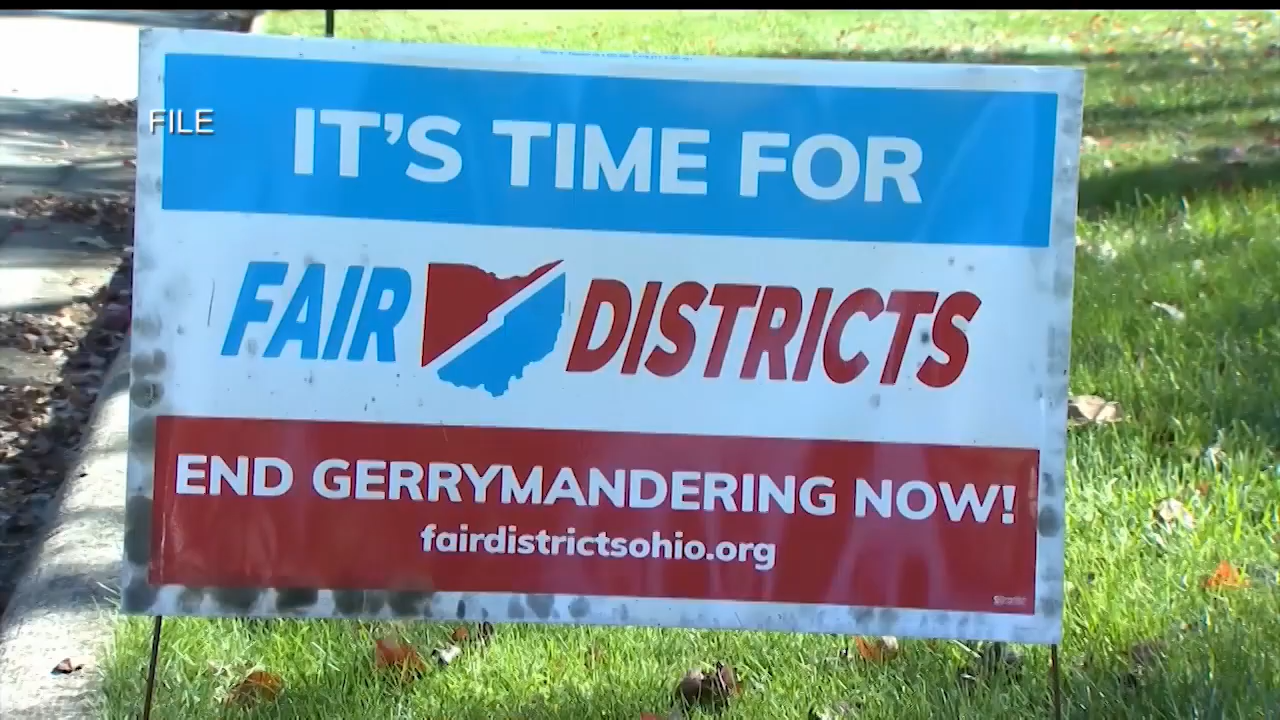 FILE
IT'S TIME FOR
FAIR DISTRICTS
END GERRYMANDERING NOW!
fairdistrictsohio.org